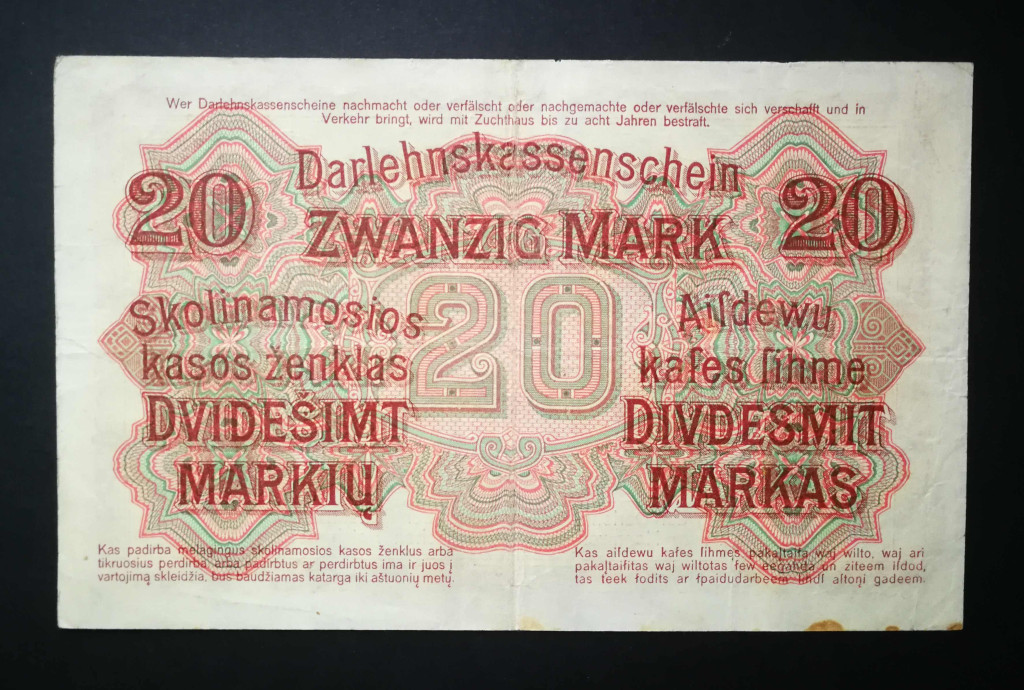 Wer Darlehnskassenscheine nachmacht oder verfälscht oder nachgemachte oder verfälschte sich verschafft und in
Verkehr bringt, wird mit Zuchthaus bis zu acht Jahren bestraft.
Darlehnskassenschein
20 ZWANZIG MARK 20
20
Skolinamosios
kasos ženklas
DVIDEŠIMT
MARKIŲ
Aiſdewu
kaſes ſihme
DIVDESMIT
MARKAS
Kas padirba melagingus skolinamosios kasos ženklus arba
tikruosius perdirba, arba padirbtus ar perdirbtus ima ir juos į
vartojimą skleidžia, bus baudžiamas katarga iki aštuonių metų.
Kas aiſdewu kaſes ſihmes pakaļtaiſa waj wilto, waj ari
pakaļtaiſitas waj wiltotas ſew eeganda un ziteem iſdod,
tas teek ſodits ar ſpaidudarbeem lihdſ aſtoņi gadeem.